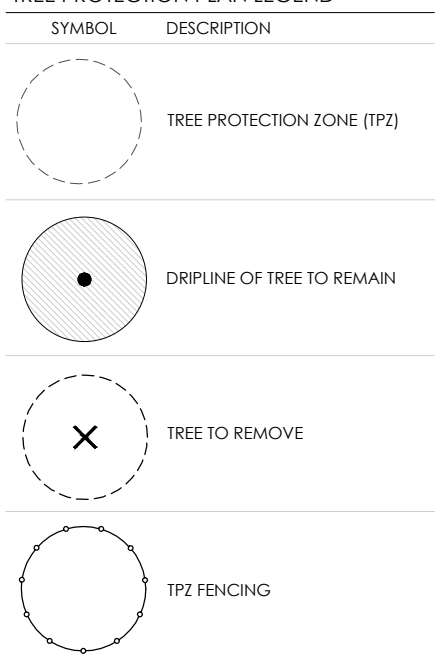 TREE PROTECTION PLAN LEGEND
SYMBOL DESCRIPTION
TREE PROTECTION ZONE (TPZ)
DRIPLINE OF TREE TO REMAIN
TREE TO REMOVE
TPZ FENCING